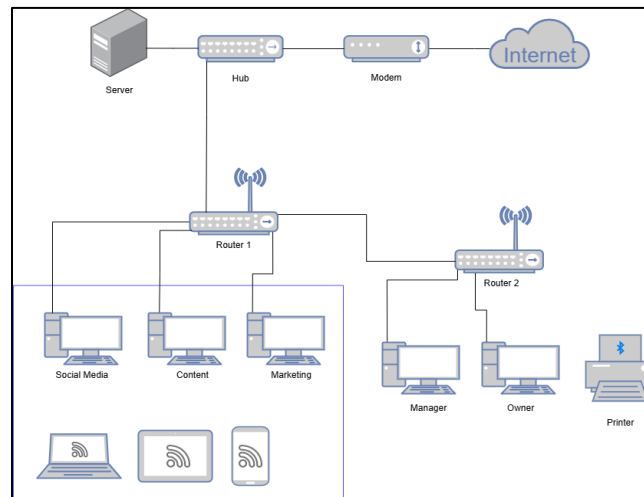 Internet
Server
Hub
Modem
Router 1
Router 2
Social Media
Content
Marketing
Manager
Owner
Printer